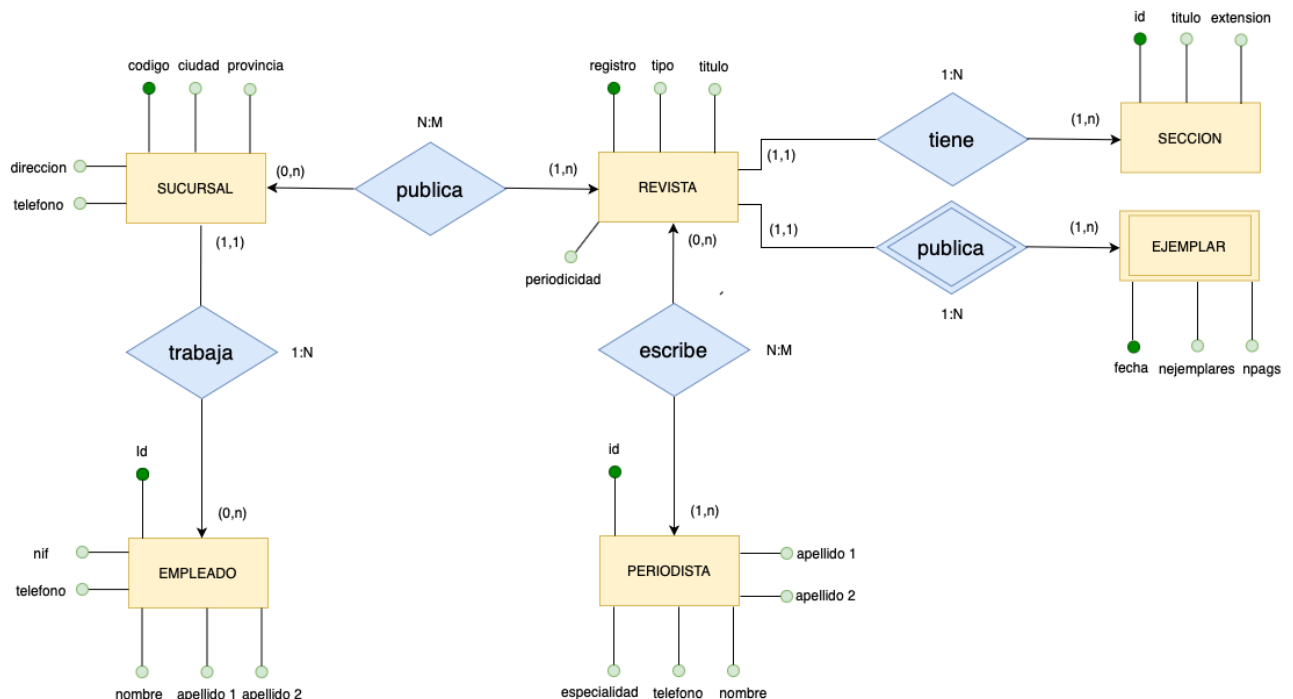 id titulo extension
codigo ciudad provincia
registro tipo titulo
1:N
N:M
(1,n)
tiene
SECCION
(1,1)
direccion
(0,n)
SUCURSAL
publica
(1,n)
REVISTA
telefono
(1,1)
(0,n)
(1,1)
(1,n)
publica
EJEMPLAR
periodicidad
1:N
trabaja
1:N
escribe
N:M
fecha nejemplares npags
Id
id
(0,n)
(1,n)
nif
EMPLEADO
telefono
PERIODISTA
apellido 1
apellido 2
nombre apellido 1 apellido 2
especialidad telefono nombre